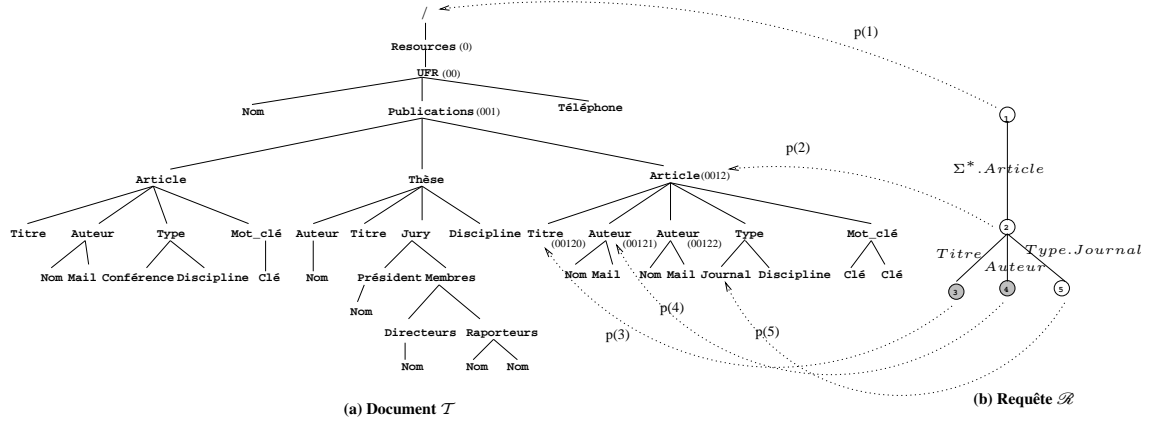 /
p(1)
Resources (0)
UFR (00)
Nom
Publications (001)
Téléphone
1
p(2)
Σ*.Article
Article
Thèse
Article (0012)
2
Titre Auteur Type Mot_clé Auteur Titre Jury Discipline Titre Auteur Auteur Type Mot_clé
(00120) (00121) (00122)
Titre Auteur Type.Journal
Nom Mail Conférence Discipline Clé Nom Président Membres Nom Mail Nom Mail Journal Discipline Clé Clé
3 4 5
Nom
p(4)
Directeurs Raporteurs
p(3) p(5)
Nom Nom Nom
(a) Document 𝒯
(b) Requête ℛ